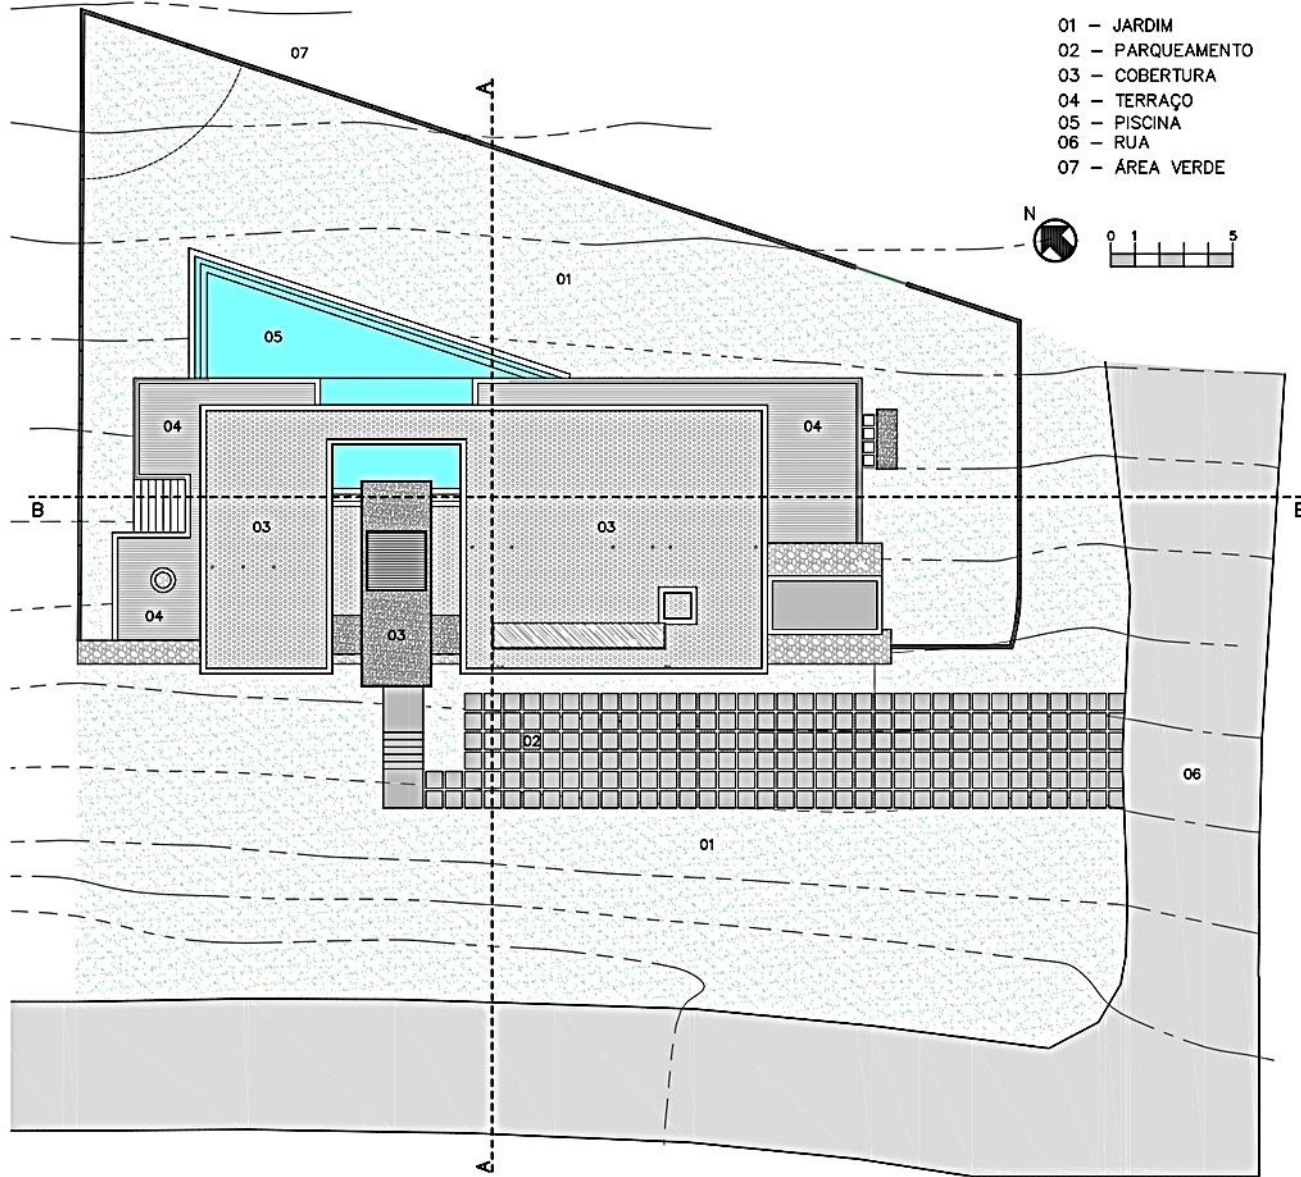 01 – JARDIM
02 – PARQUEAMENTO
03 – COBERTURA
04 – TERRAÇO
05 – PISCINA
06 – RUA
07 – ÁREA VERDE
N
0 1 5
07
A
01
05
04
04
B
B
03
03
04
03
02
06
01
A